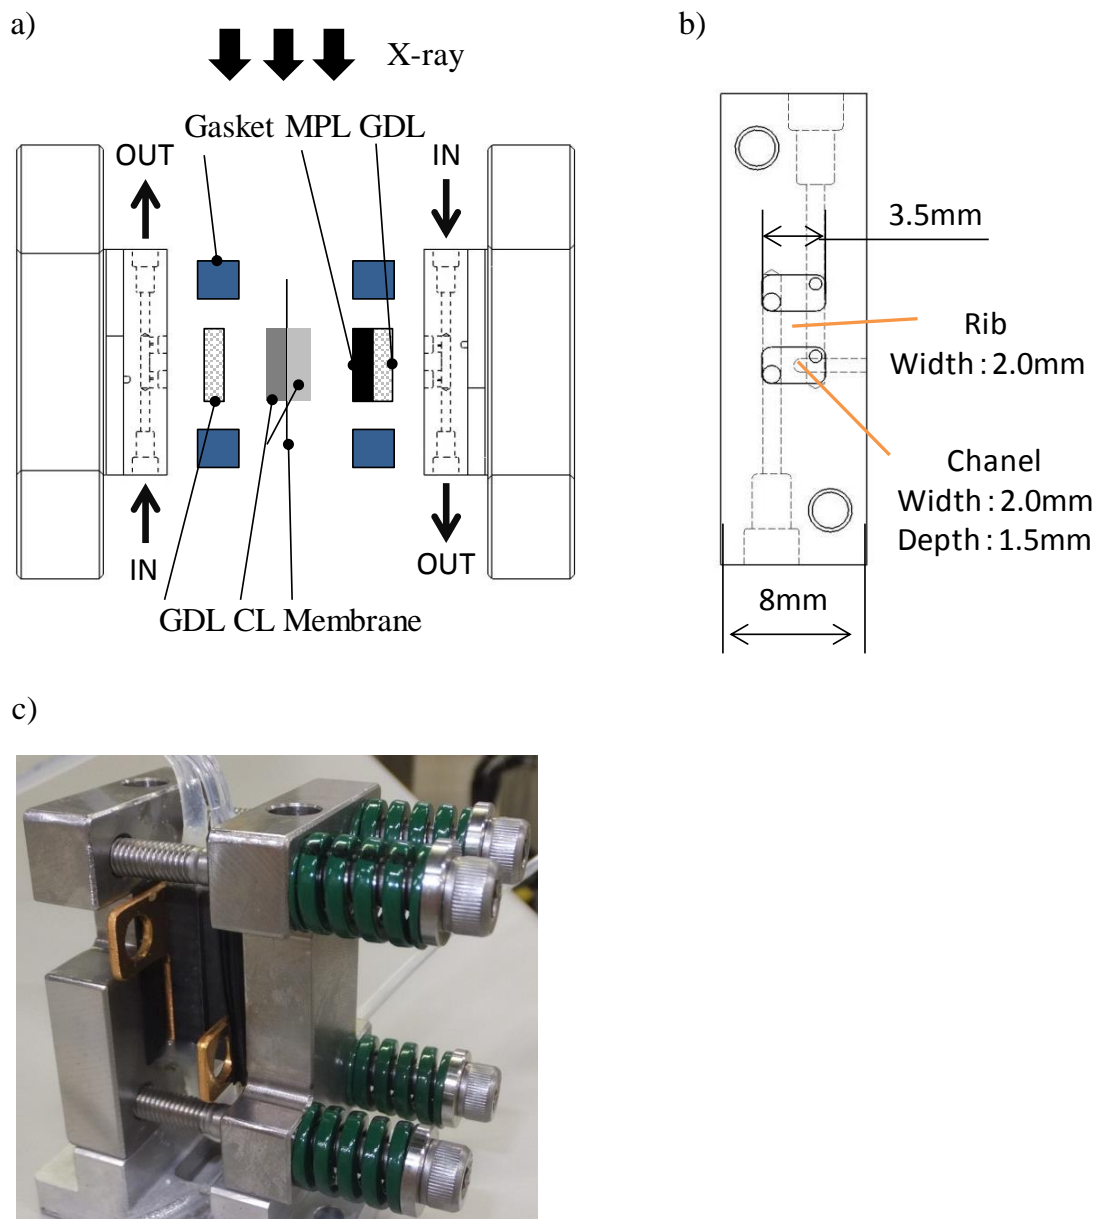 a)
X-ray
Gasket MPL GDL
OUT
IN
IN
OUT
GDL CL Membrane
b)
3.5mm
Rib
Width : 2.0mm
Chanel
Width : 2.0mm
Depth : 1.5mm
8mm
c)